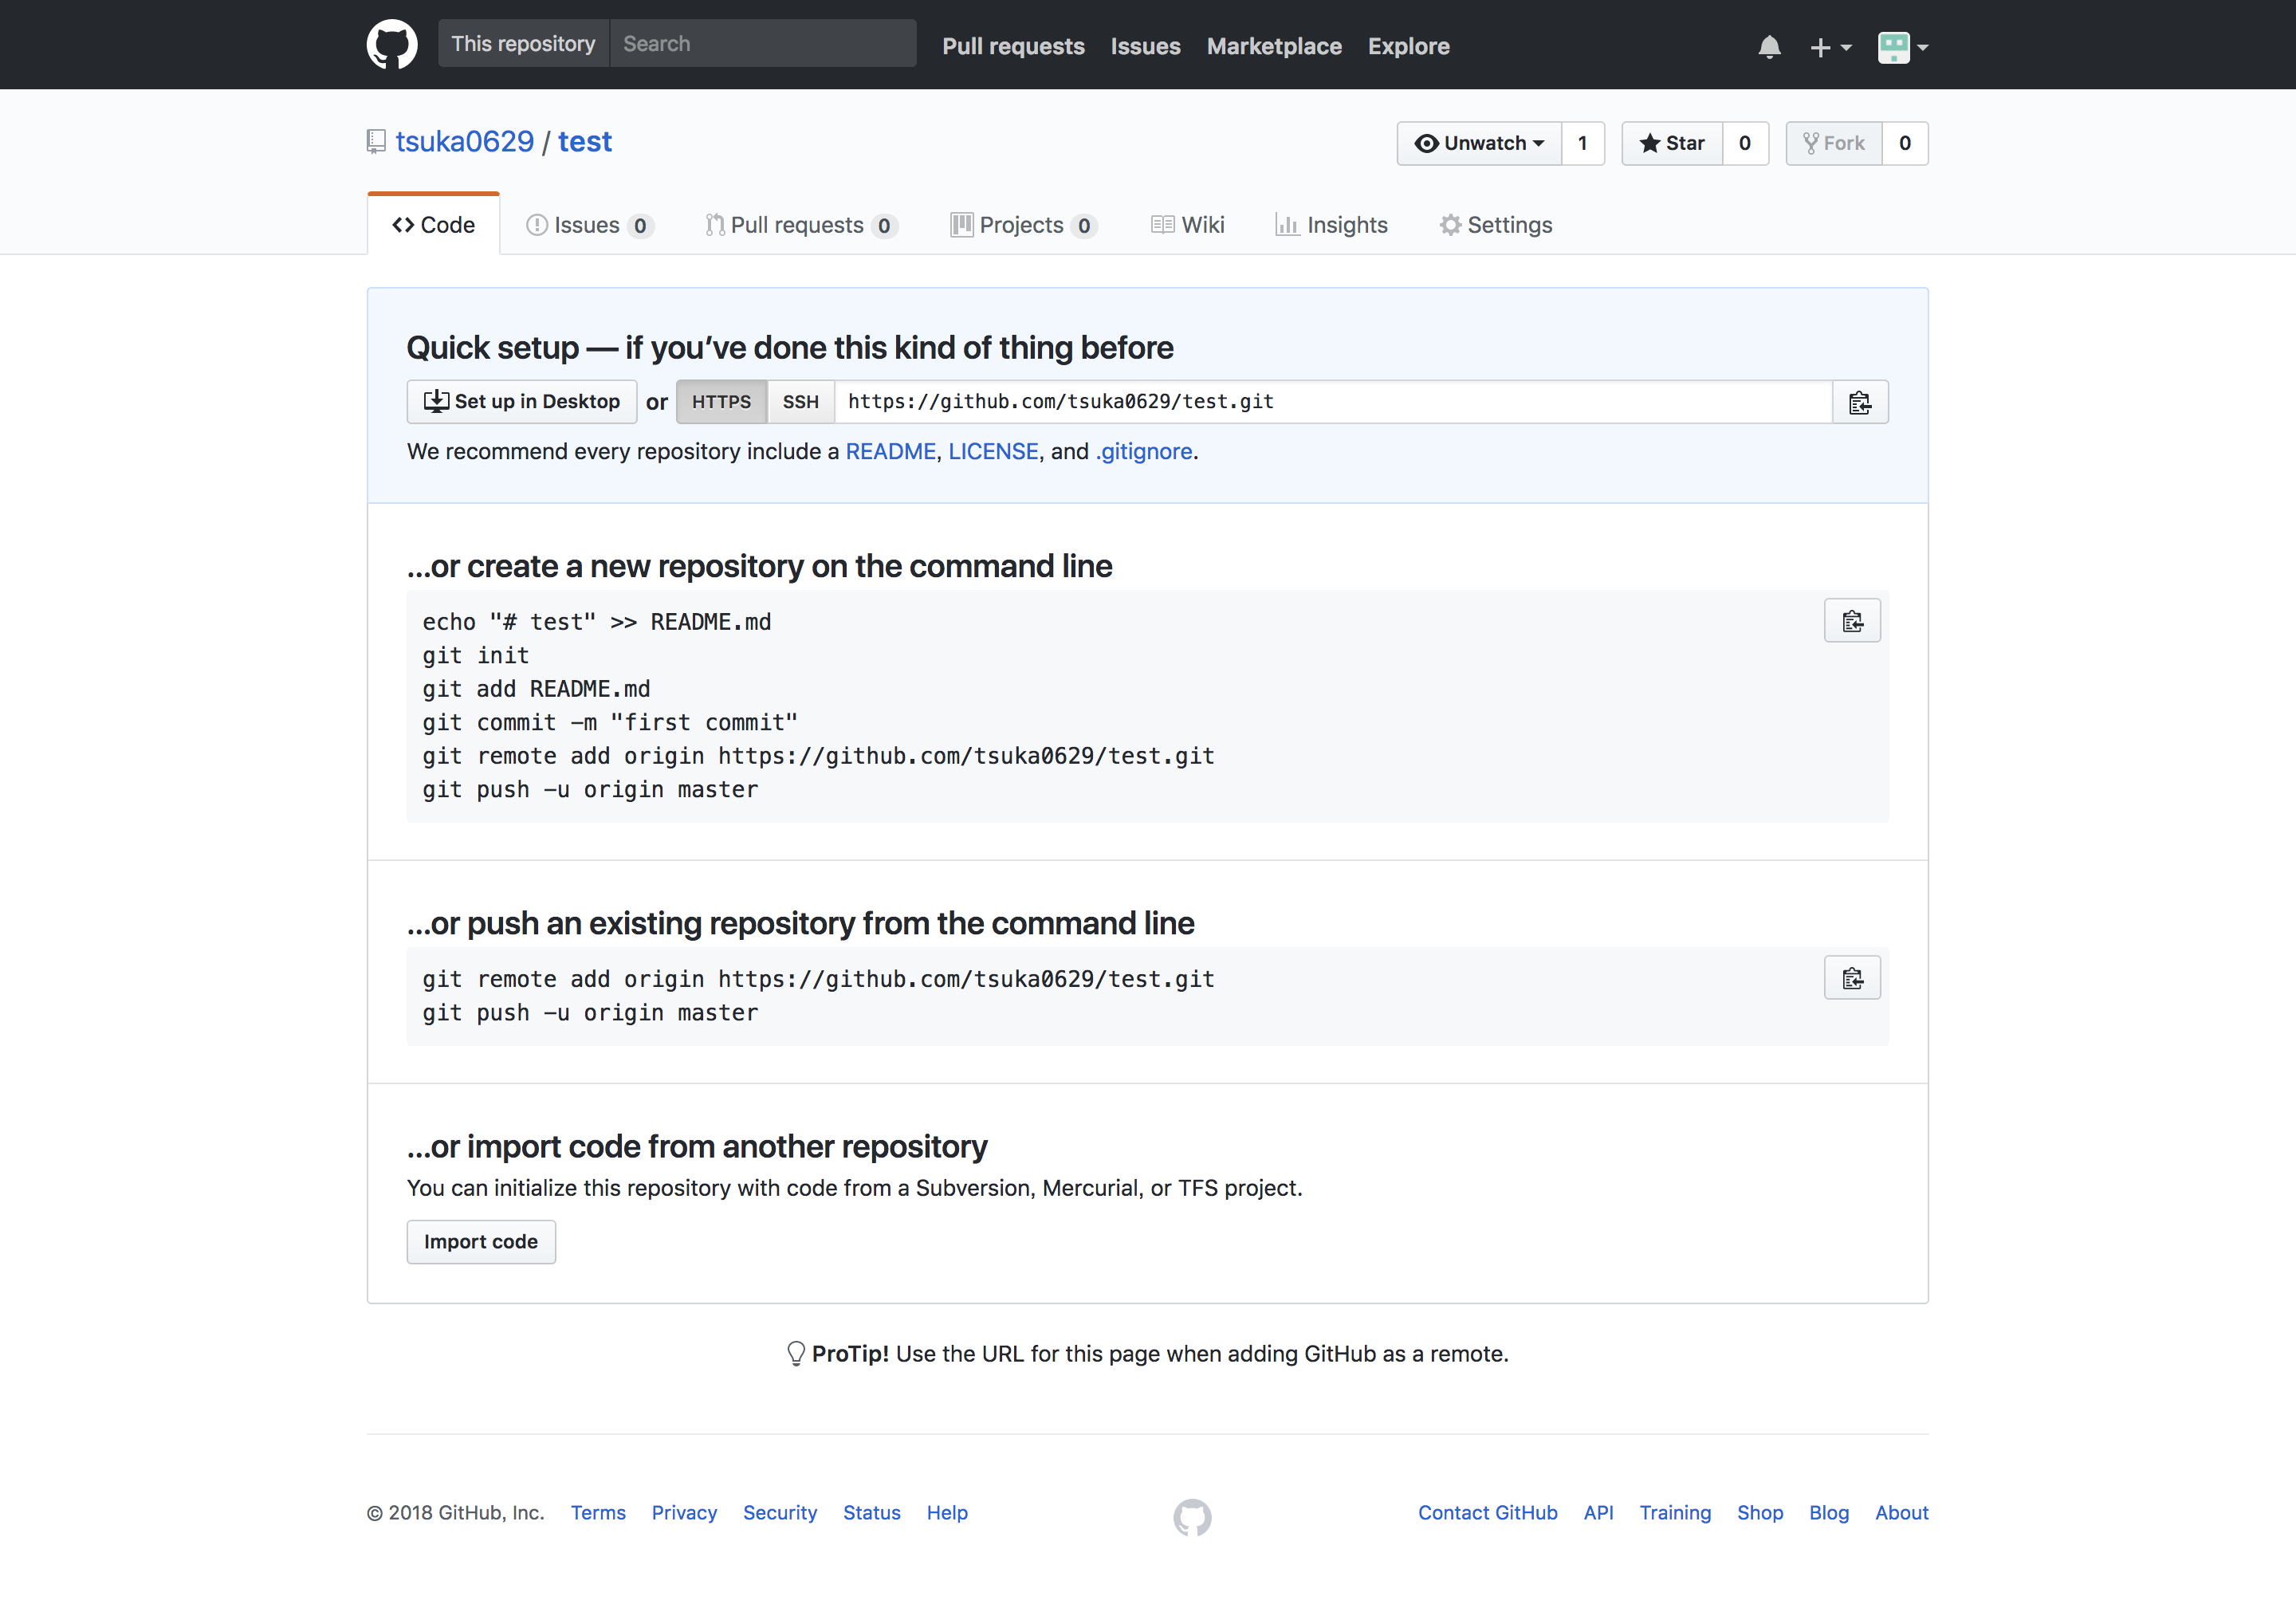 This repository Search Pull requests Issues Marketplace Explore
tsuka0629 / test Unwatch 1 Star 0 Fork 0
Code Issues 0 Pull requests 0 Projects 0 Wiki Insights Settings
Quick setup — if you‘ve done this kind of thing before
Set up in Desktop or HTTPS SSH https://github.com/tsuka0629/test.git
We recommend every repository include a README, LICENSE, and .gitignore.
…or create a new repository on the command line
echo "# test" >> README.md
git init
git add README.md
git commit -m "first commit"
git remote add origin https://github.com/tsuka0629/test.git
git push -u origin master
…or push an existing repository from the command line
git remote add origin https://github.com/tsuka0629/test.git
git push -u origin master
…or import code from another repository
You can initialize this repository with code from a Subversion, Mercurial, or TFS project.
Import code
ProTip! Use the URL for this page when adding GitHub as a remote.
© 2018 GitHub, Inc. Terms Privacy Security Status Help Contact GitHub API Training Shop Blog About